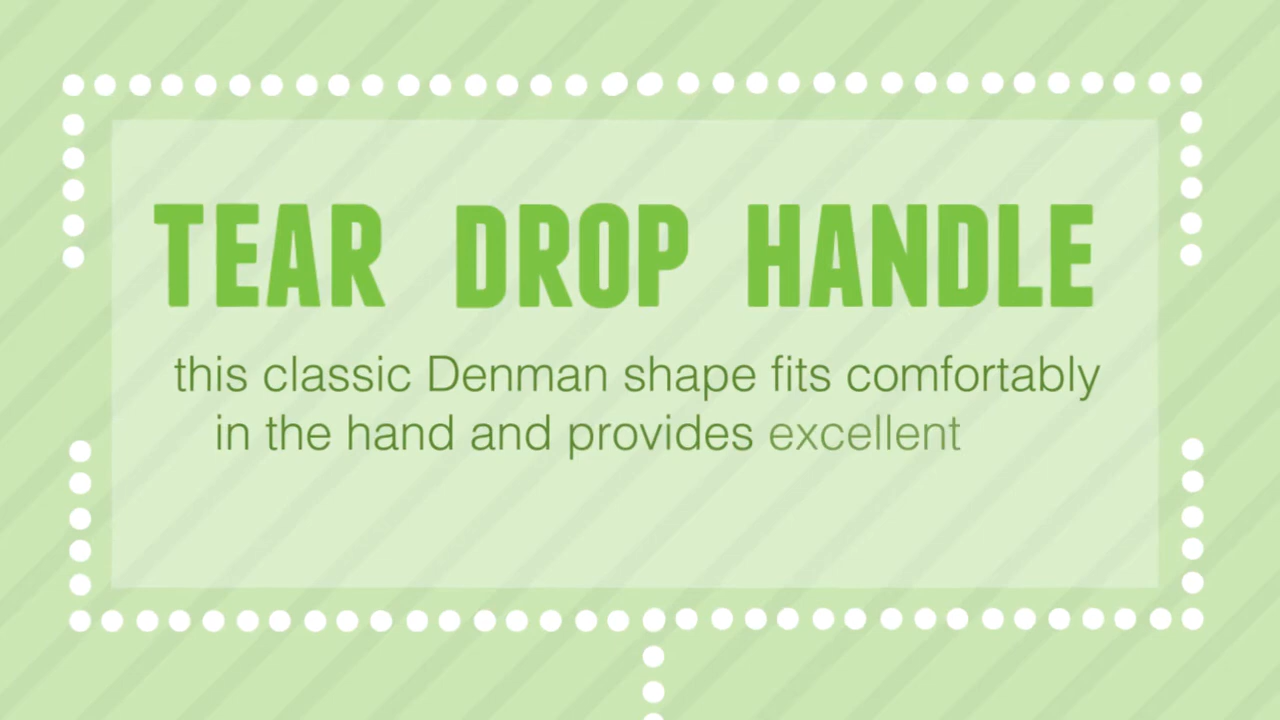 TEAR DROP HANDLE
this classic Denman shape fits comfortably
in the hand and provides excellent